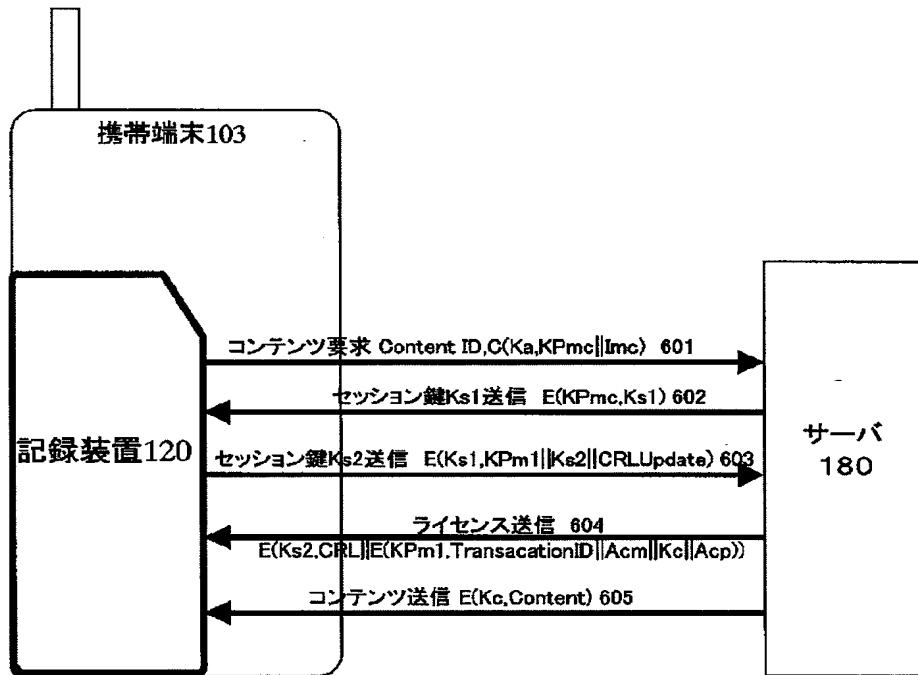 携帯端末103
コンテンツ要求 Content ID,C(Ka,KPmc||Imc) 601
セッション鍵Ks1送信 E(KPmc,Ks1) 602
記録装置120
セッション鍵Ks2送信 E(Ks1,KPm1||Ks2||CRLUpdate) 603
サーバ
180
ライセンス送信 604
E(Ks2,CRL||E(KPm1,TransacationID||Acm||Kc||Acp))
コンテンツ送信 E(Kc,Content) 605